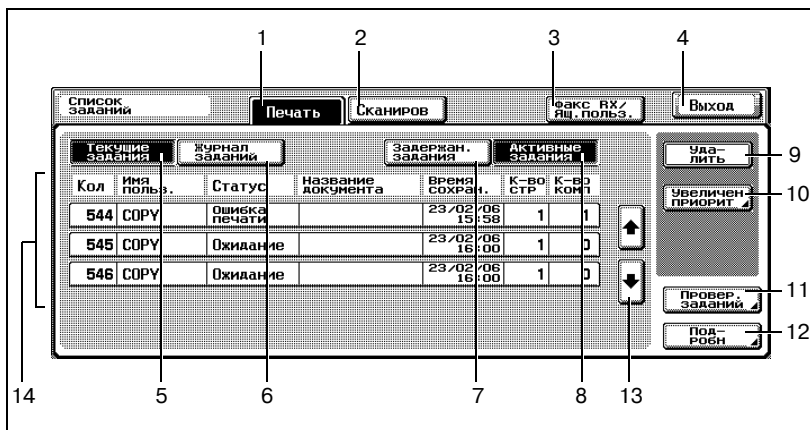 1 2 3 4
Список
заданий
Печать
Сканиров
Факс RX/
Ящ.польз.
Выход
Текущие
задания
Журнал
заданий
Задержан.
задания
Активные
задания
Уда-
лить
9
Кол
Имя
польз.
Статус
Название
документа
Время
сохран.
К-во
стр
К-во
комп
Увеличен
приорит
10
544 COPY Ошибка
печати 23/02/06
15:58 1 1
545 COPY Ожидание 23/02/06
16:00 1 0
546 COPY Ожидание 23/02/06
16:00 1 0
Провер.
заданий
11
Под-
робн
12
14 5 6 7 8 13